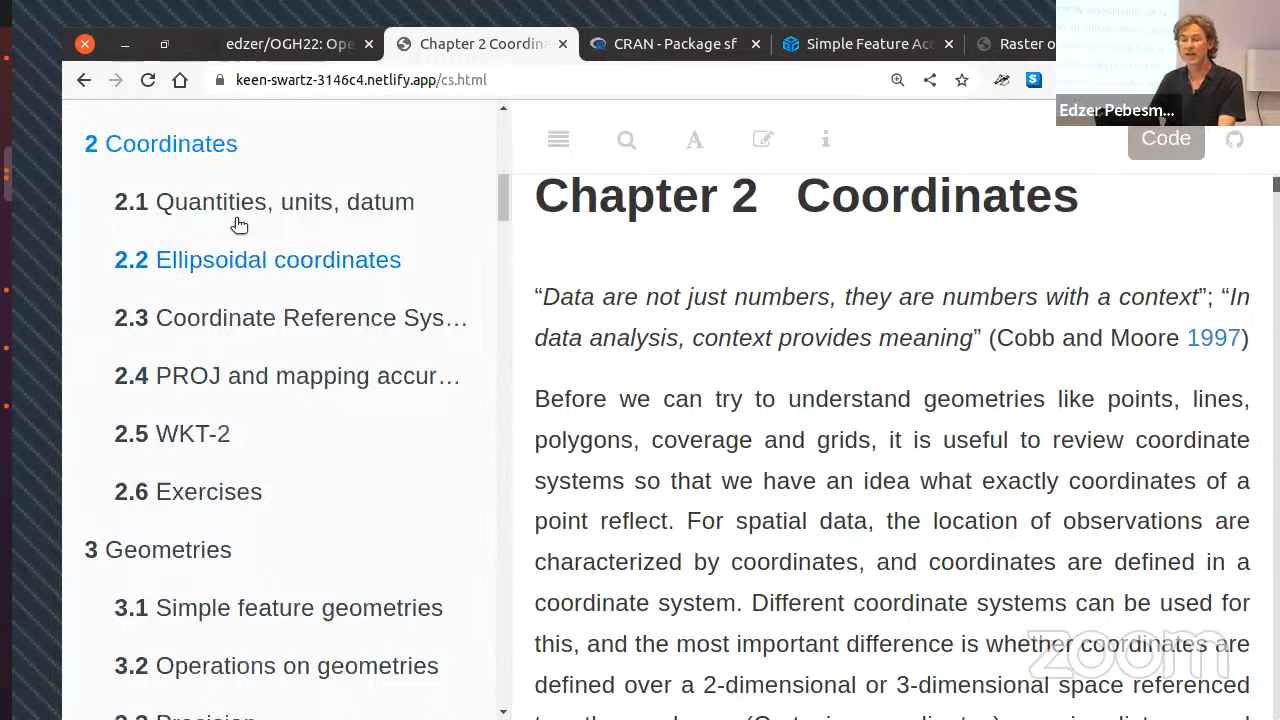 edzer/OGH22: Ope
Chapter 2 Coordin
CRAN - Package sf
Simple Feature Acc
Raster o
keen-swartz-3146c4.netlify.app/cs.html
S
Edzer Pebesm...
Code
2 Coordinates
2.1 Quantities, units, datum
2.2 Ellipsoidal coordinates
2.3 Coordinate Reference Sys…
2.4 PROJ and mapping accur…
2.5 WKT-2
2.6 Exercises
3 Geometries
3.1 Simple feature geometries
3.2 Operations on geometries
3.3 Precision
Chapter 2 Coordinates
“Data are not just numbers, they are numbers with a context”; “In
data analysis, context provides meaning” (Cobb and Moore 1997)
Before we can try to understand geometries like points, lines,
polygons, coverage and grids, it is useful to review coordinate
systems so that we have an idea what exactly coordinates of a
point reflect. For spatial data, the location of observations are
characterized by coordinates, and coordinates are defined in a
coordinate system. Different coordinate systems can be used for
this, and the most important difference is whether coordinates are
defined over a 2-dimensional or 3-dimensional space referenced
zoom